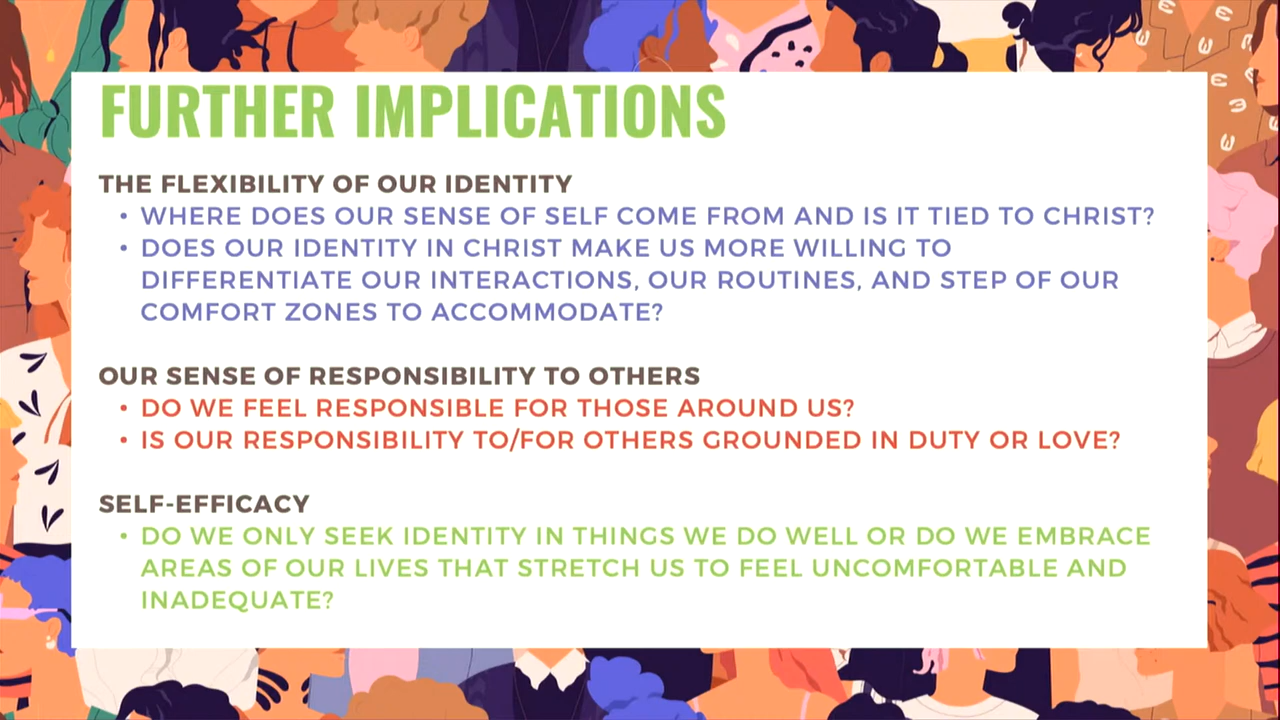 FURTHER IMPLICATIONS
THE FLEXIBILITY OF OUR IDENTITY
• WHERE DOES OUR SENSE OF SELF COME FROM AND IS IT TIED TO CHRIST?
• DOES OUR IDENTITY IN CHRIST MAKE US MORE WILLING TO
DIFFERENTIATE OUR INTERACTIONS, OUR ROUTINES, AND STEP OF OUR
COMFORT ZONES TO ACCOMMODATE?
OUR SENSE OF RESPONSIBILITY TO OTHERS
• DO WE FEEL RESPONSIBLE FOR THOSE AROUND US?
• IS OUR RESPONSIBILITY TO/FOR OTHERS GROUNDED IN DUTY OR LOVE?
SELF-EFFICACY
• DO WE ONLY SEEK IDENTITY IN THINGS WE DO WELL OR DO WE EMBRACE
AREAS OF OUR LIVES THAT STRETCH US TO FEEL UNCOMFORTABLE AND
INADEQUATE?